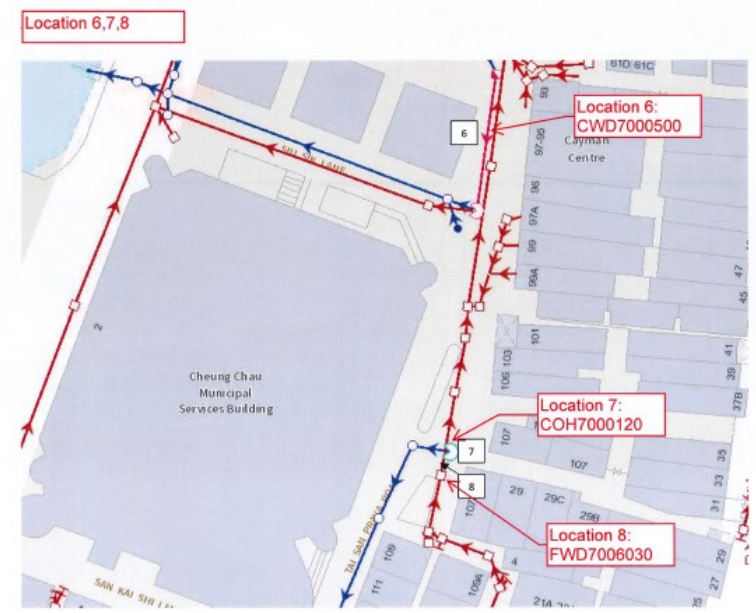 Location 6,7,8
61D 61C
93
Location 6:
CWD7000500
6
97-95
Cayman
Centre
SIU SIK LANE
96
97A
99
99A
47
45
2
101
103
106
41
39
37B
Cheung Chau
Municipal
Services Building
Location 7:
COH7000120
107
107
7
35
33
31
8
29
29C
29B
107
TAI SAN PRAYA ROAD
Location 8:
FWD7006030
109
111
109A
4
29
27
25
21A
SAN KAI SHI